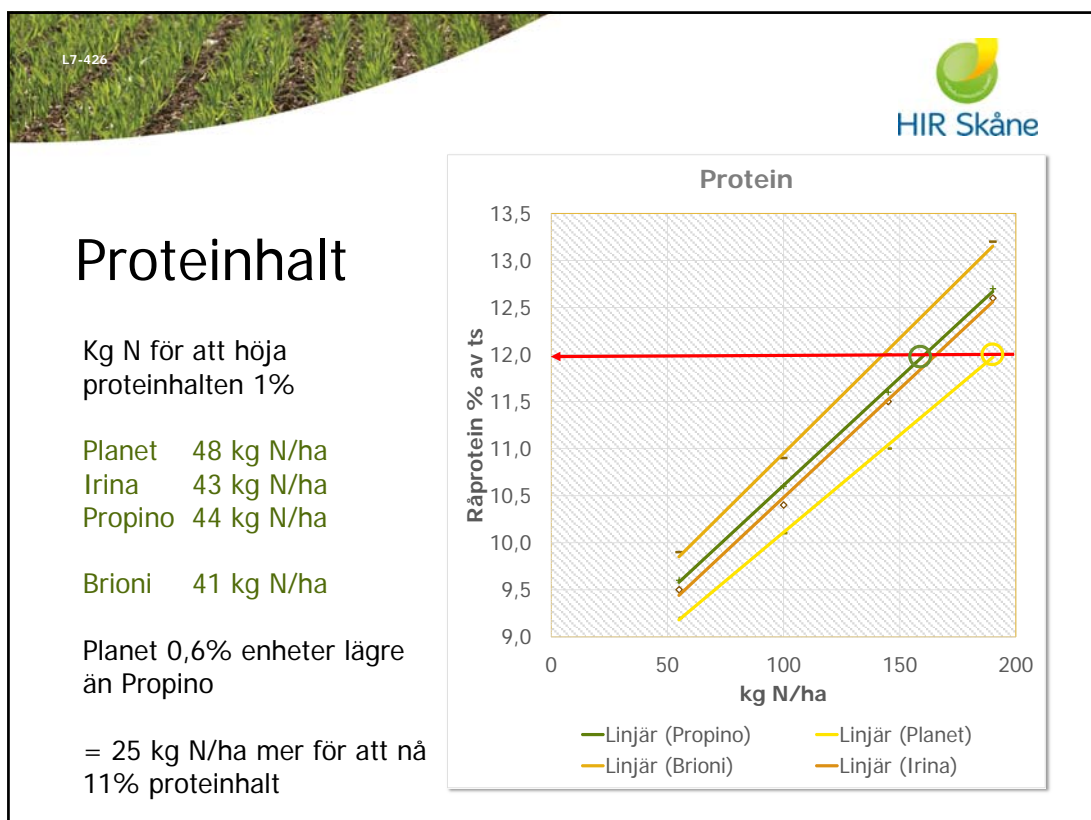 L7-426
HIR Skåne
Proteinhalt
Kg N för att höja
proteinhalten 1%
Planet 48 kg N/ha
Irina 43 kg N/ha
Propino 44 kg N/ha
Brioni 41 kg N/ha
Planet 0,6% enheter lägre
än Propino
= 25 kg N/ha mer för att nå
11% proteinhalt
Protein
Råprotein % av ts
13,5
13,0
12,5
12,0
11,5
11,0
10,5
10,0
9,5
9,0
0 50 100 150 200
kg N/ha
Linjär (Propino) Linjär (Planet)
Linjär (Brioni) Linjär (Irina)